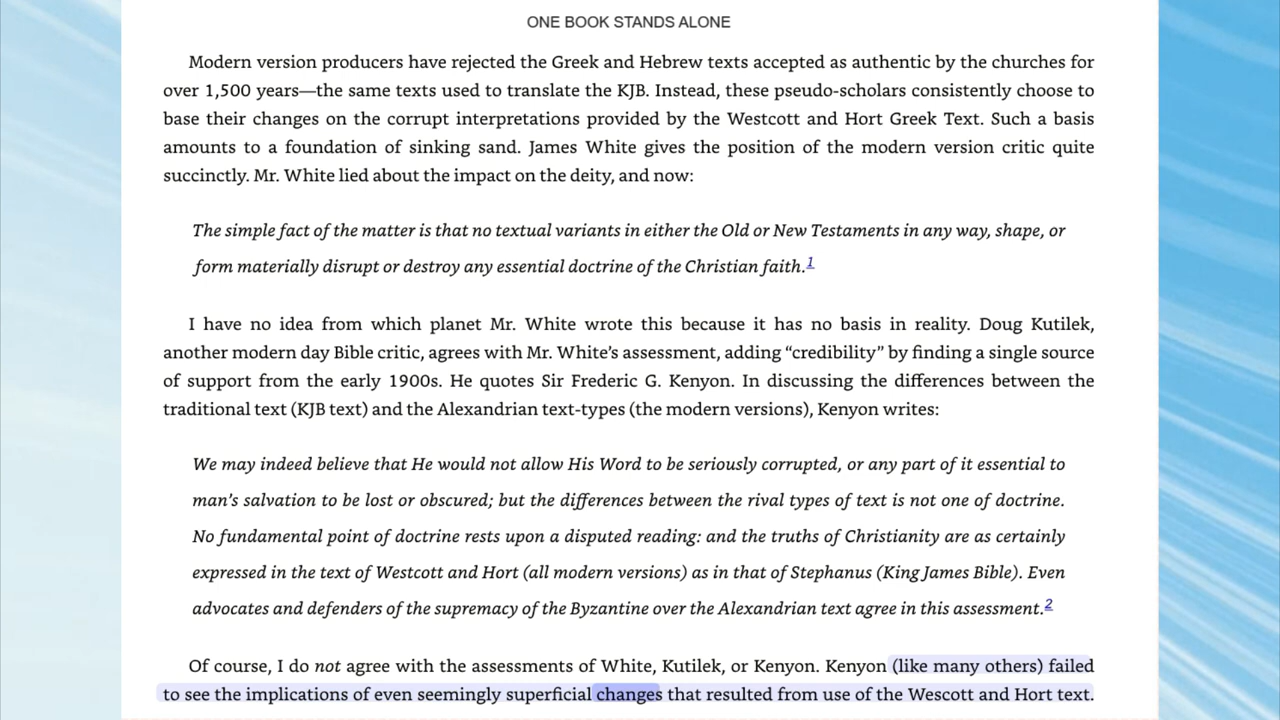 ONE BOOK STANDS ALONE
Modern version producers have rejected the Greek and Hebrew texts accepted as authentic by the churches for
over 1,500 years—the same texts used to translate the KJB. Instead, these pseudo-scholars consistently choose to
base their changes on the corrupt interpretations provided by the Westcott and Hort Greek Text. Such a basis
amounts to a foundation of sinking sand. James White gives the position of the modern version critic quite
succinctly. Mr. White lied about the impact on the deity, and now:
The simple fact of the matter is that no textual variants in either the Old or New Testaments in any way, shape, or
form materially disrupt or destroy any essential doctrine of the Christian faith.1
I have no idea from which planet Mr. White wrote this because it has no basis in reality. Doug Kutilek,
another modern day Bible critic, agrees with Mr. White’s assessment, adding “credibility” by finding a single source
of support from the early 1900s. He quotes Sir Frederic G. Kenyon. In discussing the differences between the
traditional text (KJB text) and the Alexandrian text-types (the modern versions), Kenyon writes:
We may indeed believe that He would not allow His Word to be seriously corrupted, or any part of it essential to
man’s salvation to be lost or obscured; but the differences between the rival types of text is not one of doctrine.
No fundamental point of doctrine rests upon a disputed reading: and the truths of Christianity are as certainly
expressed in the text of Westcott and Hort (all modern versions) as in that of Stephanus (King James Bible). Even
advocates and defenders of the supremacy of the Byzantine over the Alexandrian text agree in this assessment.2
Of course, I do not agree with the assessments of White, Kutilek, or Kenyon. Kenyon (like many others) failed
to see the implications of even seemingly superficial changes that resulted from use of the Wescott and Hort text.